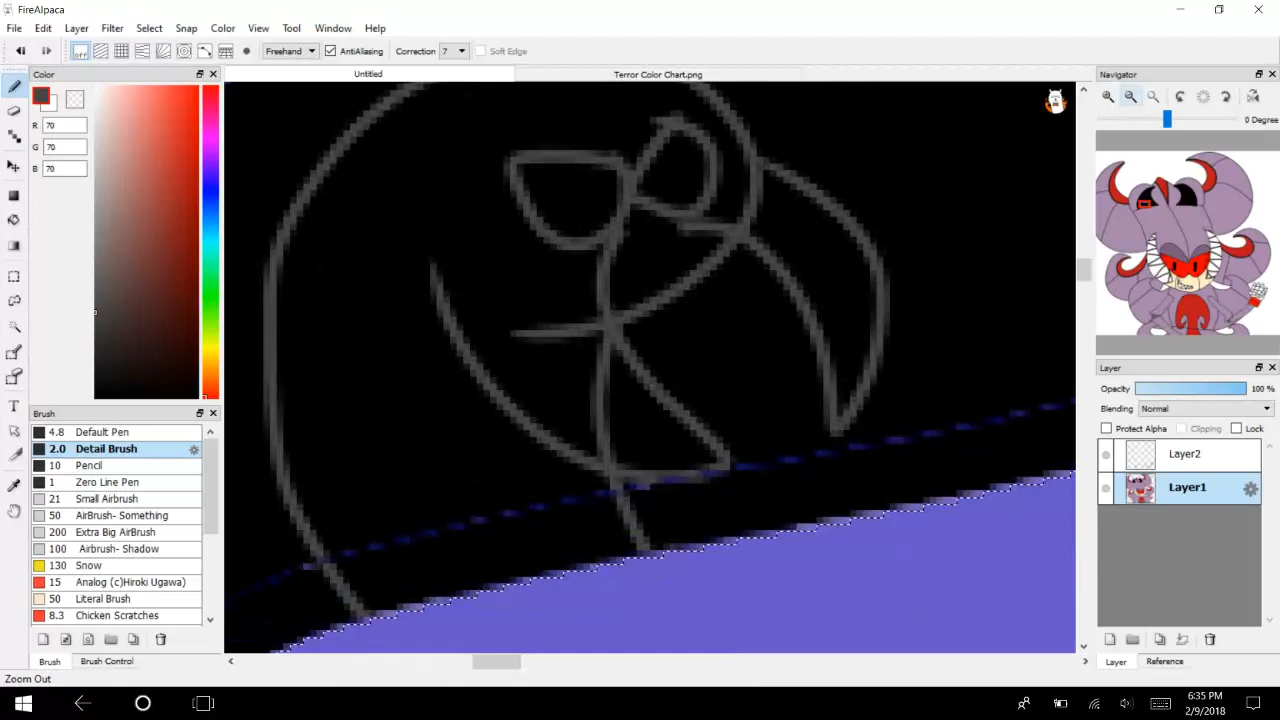 FireAlpaca
File Edit Layer Filter Select Snap Color View Tool Window Help
off Freehand AntiAliasing Correction 7 Soft Edge
Color Untitled Terror Color Chart.png Navigator
0 Degree
R 70
G 70
B 70
Layer
Opacity 100 %
Blending Normal
Protect Alpha Clipping Lock
Layer2
Layer1
Brush
4.8 Default Pen
2.0 Detail Brush
10 Pencil
1 Zero Line Pen
21 Small Airbrush
50 AirBrush- Something
200 Extra Big AirBrush
100 Airbrush- Shadow
130 Snow
15 Analog (c)Hiroki Ugawa)
50 Literal Brush
8.3 Chicken Scratches
Brush Brush Control Layer Reference
Zoom Out
6:35 PM
2/9/2018